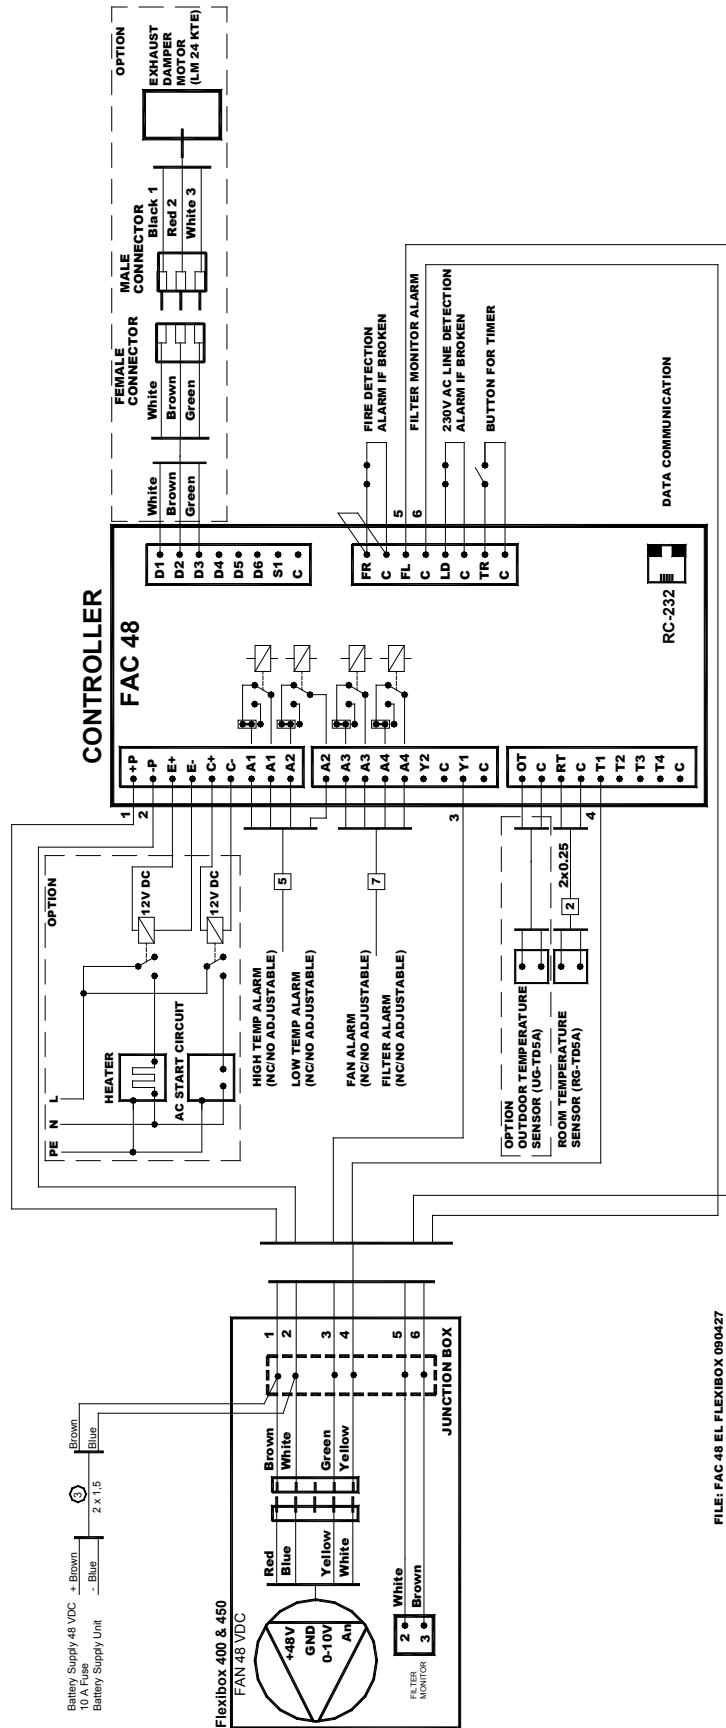 Battery Supply 48 VDC
10 A Fuse
Battery Supply Unit
+ Brown
- Blue
3
2 x 1,5
Brown
Blue
Flexibox 400 & 450
FAN 48 VDC
+48V
GND
0-10V
An
Red
Blue
Yellow
White
Brown
White
Green
Yellow
1
2
3
4
5
6
FILTER
MONITOR
2
3
White
Brown
JUNCTION BOX
OPTION
PE
N
L
HEATER
AC START CIRCUIT
12V DC
12V DC
HIGH TEMP ALARM
(NC/NO ADJUSTABLE)
LOW TEMP ALARM
(NC/NO ADJUSTABLE)
5
FAN ALARM
(NC/NO ADJUSTABLE)
FILTER ALARM
(NC/NO ADJUSTABLE)
7
OPTION
OUTDOOR TEMPERATURE
SENSOR (UG-TD5A)
ROOM TEMPERATURE
SENSOR (RG-TD5A)
2
2x0.25
1
2
3
4
CONTROLLER
FAC 48
+P
-P
E+
E-
C+
C-
A1
A1
A2
A2
A3
A3
A4
A4
Y2
C
Y1
C
OT
C
RT
C
T1
T2
T3
T4
C
D1
D2
D3
D4
D5
D6
S1
C
FR
C
FL
C
LD
C
TR
C
RC-232
5
6
FIRE DETECTION
ALARM IF BROKEN
FILTER MONITOR ALARM
230V AC LINE DETECTION
ALARM IF BROKEN
BUTTON FOR TIMER
DATA COMMUNICATION
White
Brown
Green
White
Brown
Green
FEMALE
CONNECTOR
MALE
CONNECTOR
Black 1
Red 2
White 3
OPTION
EXHAUST
DAMPER
MOTOR
(LM 24 KTE)
FILE: FAC 48 EL FLEXIBOX 090427